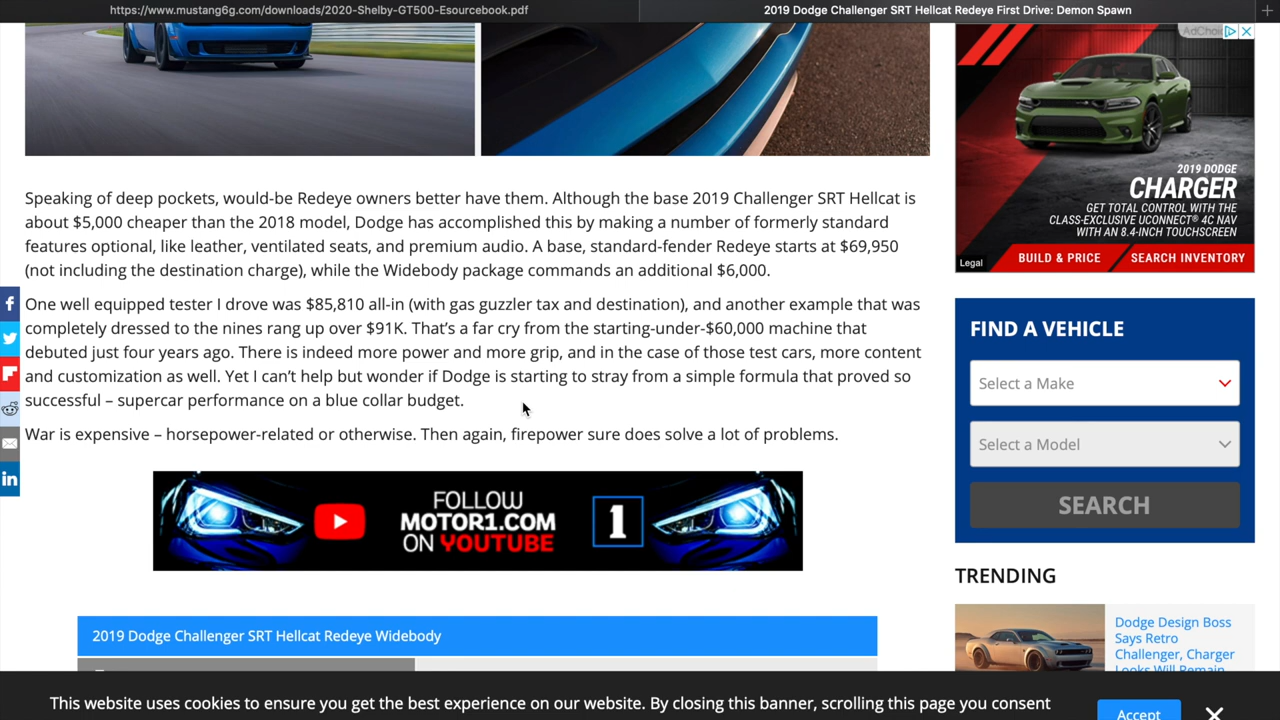 https://www.mustang6g.com/downloads/2020-Shelby-GT500-Esourcebook.pdf
2019 Dodge Challenger SRT Hellcat Redeye First Drive: Demon Spawn
AdChoi
Speaking of deep pockets, would-be Redeye owners better have them. Although the base 2019 Challenger SRT Hellcat is
about $5,000 cheaper than the 2018 model, Dodge has accomplished this by making a number of formerly standard
features optional, like leather, ventilated seats, and premium audio. A base, standard-fender Redeye starts at $69,950
(not including the destination charge), while the Widebody package commands an additional $6,000.
One well equipped tester I drove was $85,810 all-in (with gas guzzler tax and destination), and another example that was
completely dressed to the nines rang up over $91K. That’s a far cry from the starting-under-$60,000 machine that
debuted just four years ago. There is indeed more power and more grip, and in the case of those test cars, more content
and customization as well. Yet I can’t help but wonder if Dodge is starting to stray from a simple formula that proved so
successful – supercar performance on a blue collar budget.
War is expensive – horsepower-related or otherwise. Then again, firepower sure does solve a lot of problems.
FOLLOW
MOTOR1.COM
ON YOUTUBE
1
2019 Dodge Challenger SRT Hellcat Redeye Widebody
2019 DODGE
CHARGER
GET TOTAL CONTROL WITH THE
CLASS-EXCLUSIVE UCONNECT® 4C NAV
WITH AN 8.4-INCH TOUCHSCREEN
Legal
BUILD & PRICE
SEARCH INVENTORY
FIND A VEHICLE
Select a Make
Select a Model
SEARCH
TRENDING
Dodge Design Boss
Says Retro
Challenger, Charger
Looks Will Remain
This website uses cookies to ensure you get the best experience on our website. By closing this banner, scrolling this page you consent
Accept